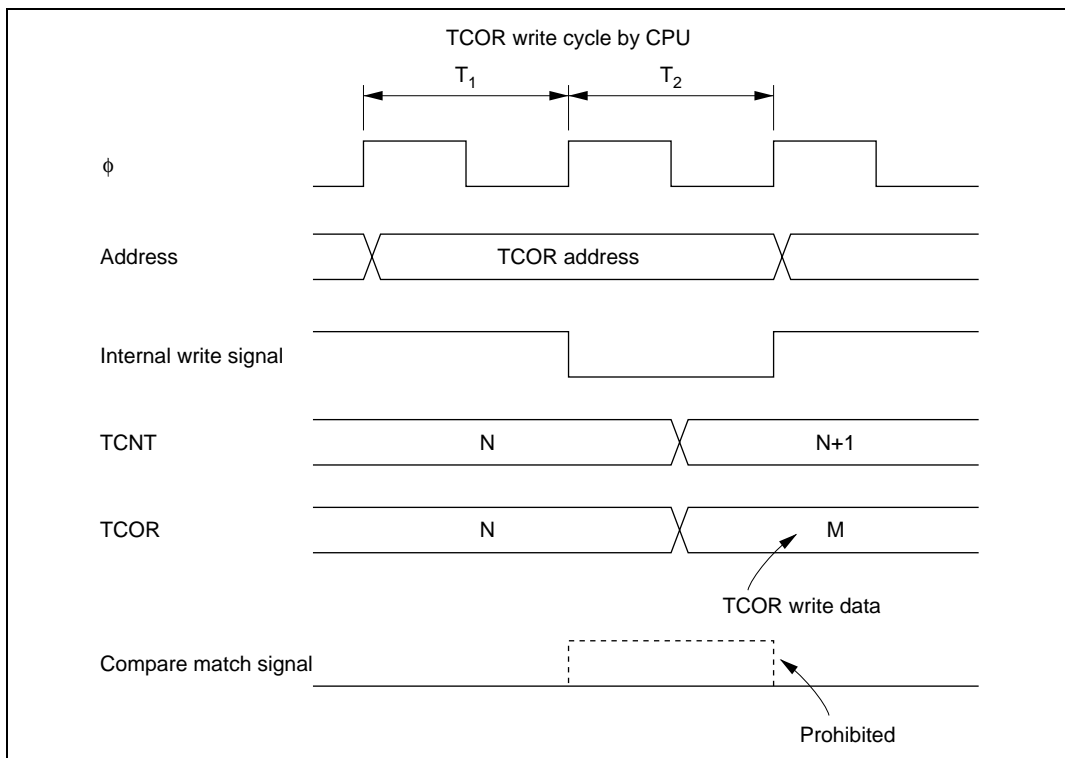 TCOR write cycle by CPU
T1 T2
ϕ
Address TCOR address
Internal write signal
TCNT N N+1
TCOR N M
TCOR write data
Compare match signal
Prohibited